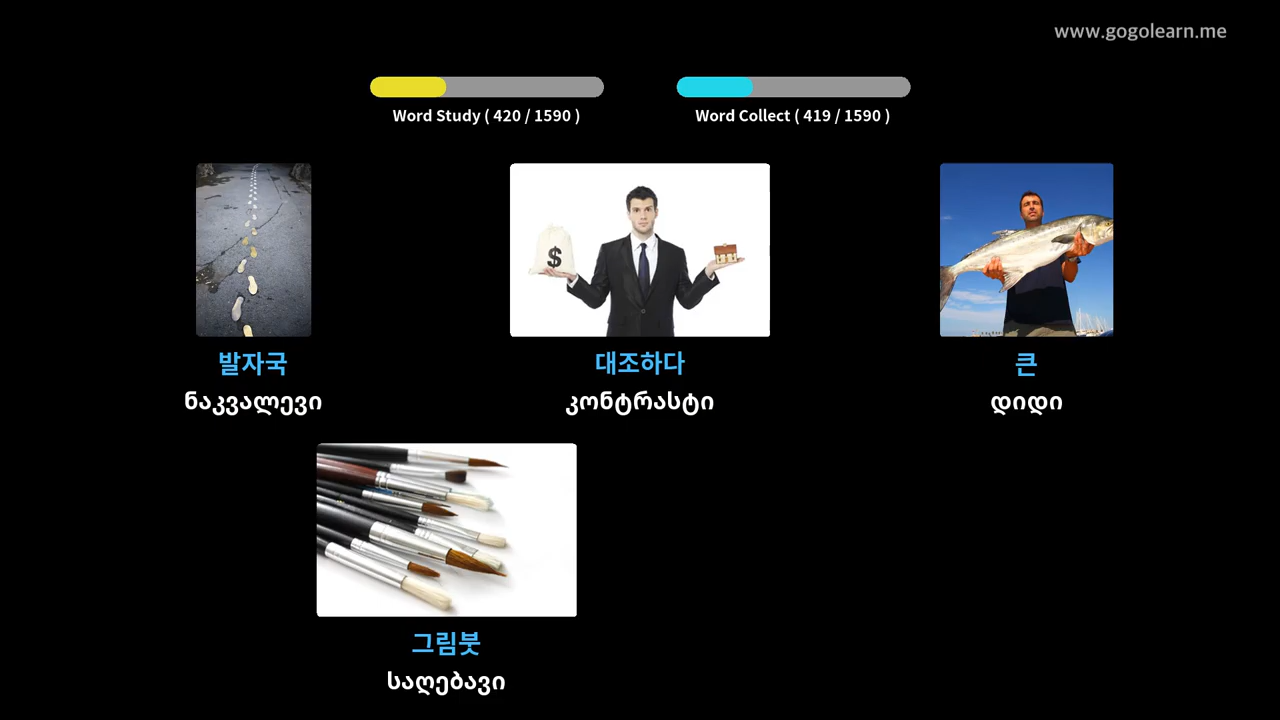 www.gogolearn.me
Word Study ( 420 / 1590 )
Word Collect ( 419 / 1590 )
발자국
ნაკვალევი
대조하다
კონტრასტი
큰
დიდი
$
그림붓
საღებავი